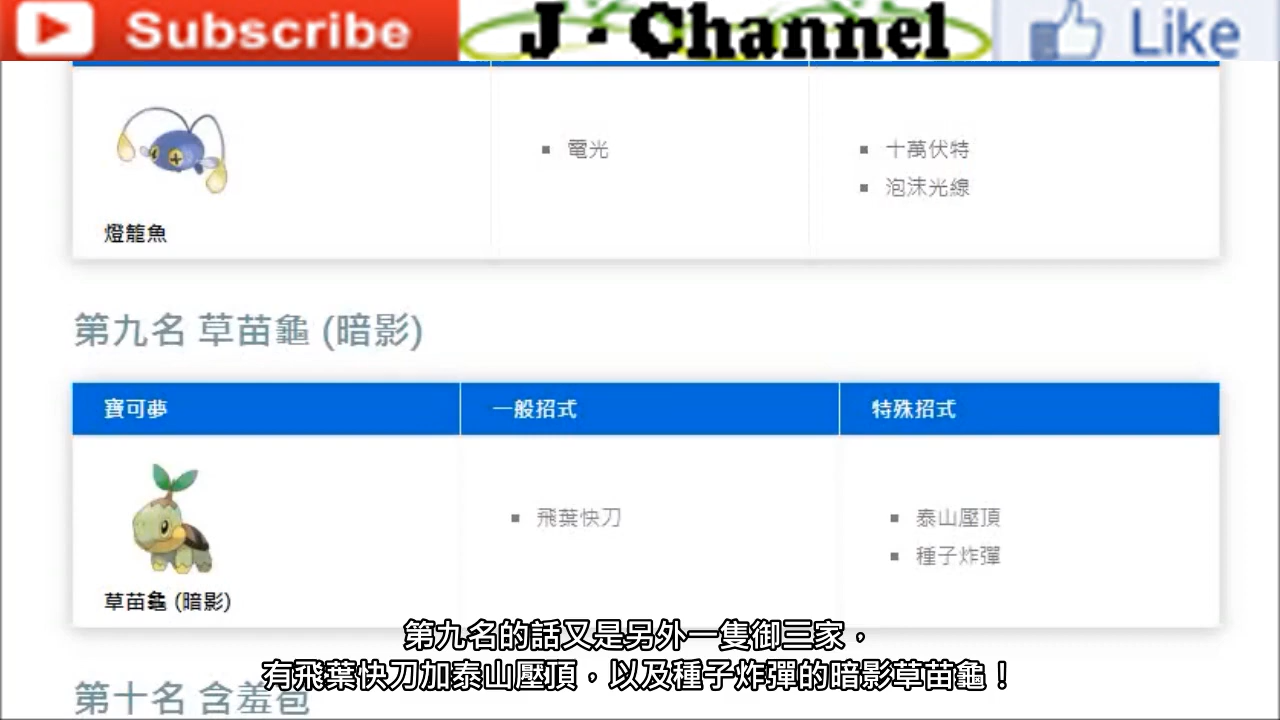 Subscribe J-Channel Like
電光
十萬伏特
泡沫光線
燈籠魚
第九名 草苗龜 (暗影)
寶可夢 一般招式 特殊招式
飛葉快刀
泰山壓頂
種子炸彈
草苗龜 (暗影)
第九名的話又是另外一隻御三家，
有飛葉快刀加泰山壓頂，以及種子炸彈的暗影草苗龜！
第十名 含羞苞